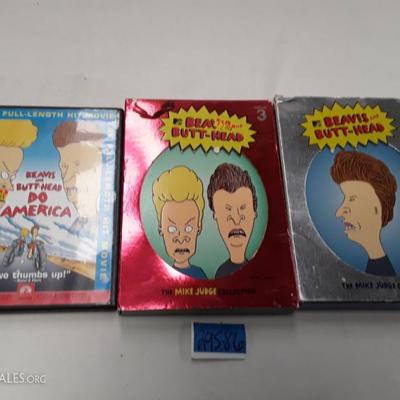 FULL-LENGTH HIT MOVIE
BEAVIS
AND
BUTT-HEAD
DO
AMERICA
two thumbs up!"
MTV
BEAVIS AND
BUTT-HEAD
3
THE MIKE JUDGE COLLECTION
MTV
BEAVIS AND
BUTT-HEAD
THE MIKE JUDGE C
29586
ALES.ORG